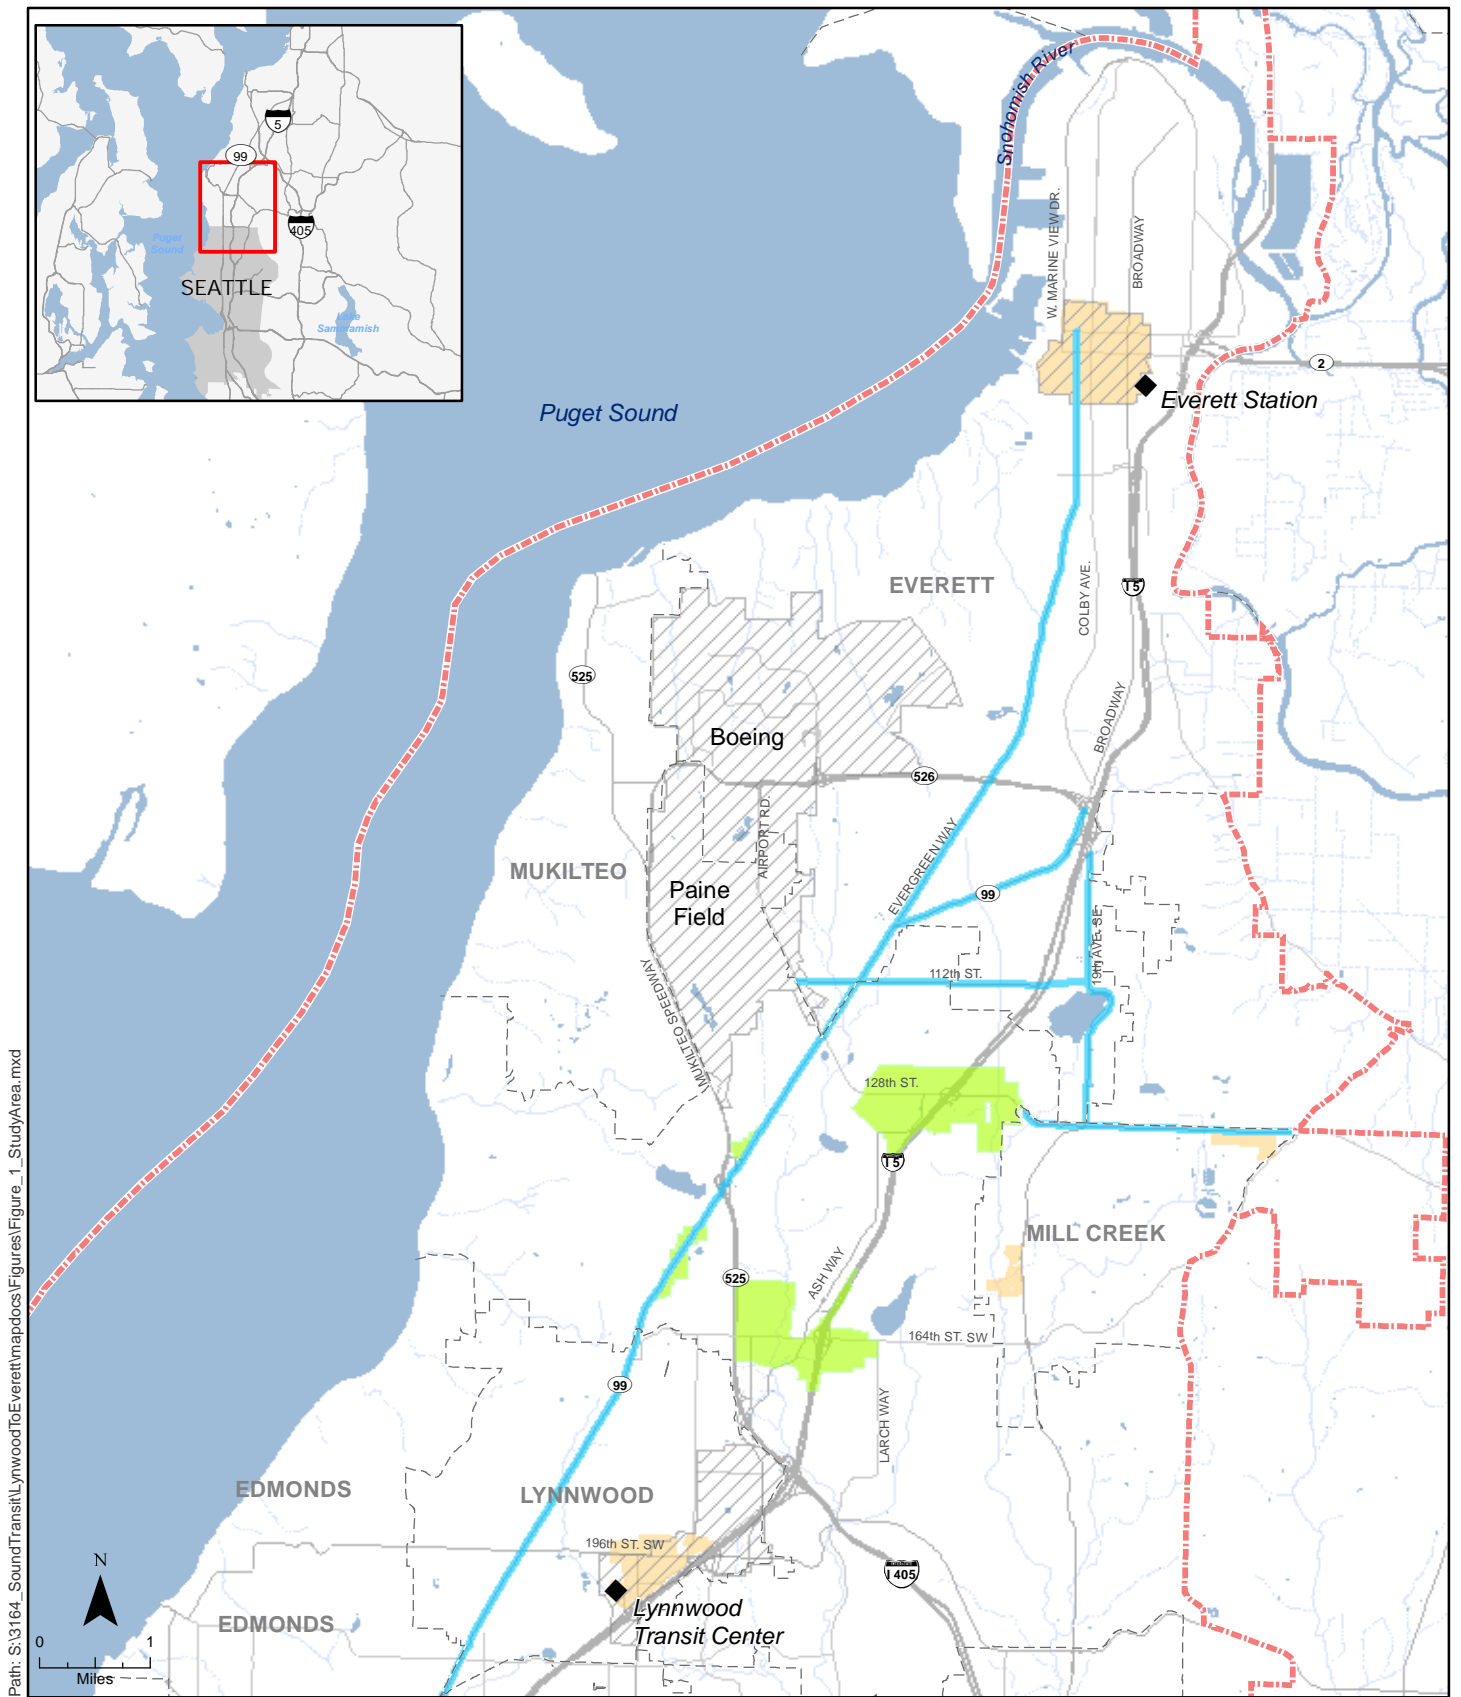 5
99
405
Puget
Sound
SEATTLE
Lake
Sammamish
Snohomish River
W. MARINE VIEW DR.
BROADWAY
2
Everett Station
Puget Sound
EVERETT
COLBY AVE.
I 5
525
BROADWAY
Boeing
526
AIRPORT RD.
EVERGREEN WAY
MUKILTEO
Paine
Field
99
19th AVE. SE
112th ST.
MUKILTEO SPEEDWAY
128th ST.
I 5
MILL CREEK
ASH WAY
525
164th ST. SW
99
LARCH WAY
EDMONDS
LYNNWOOD
196th ST. SW
I 405
N
Lynnwood
Transit Center
EDMONDS
0 1
Miles
Path: S:\3164_SoundTransit\LynwoodToEverett\mapdocs\Figures\Figure_1_StudyArea.mxd